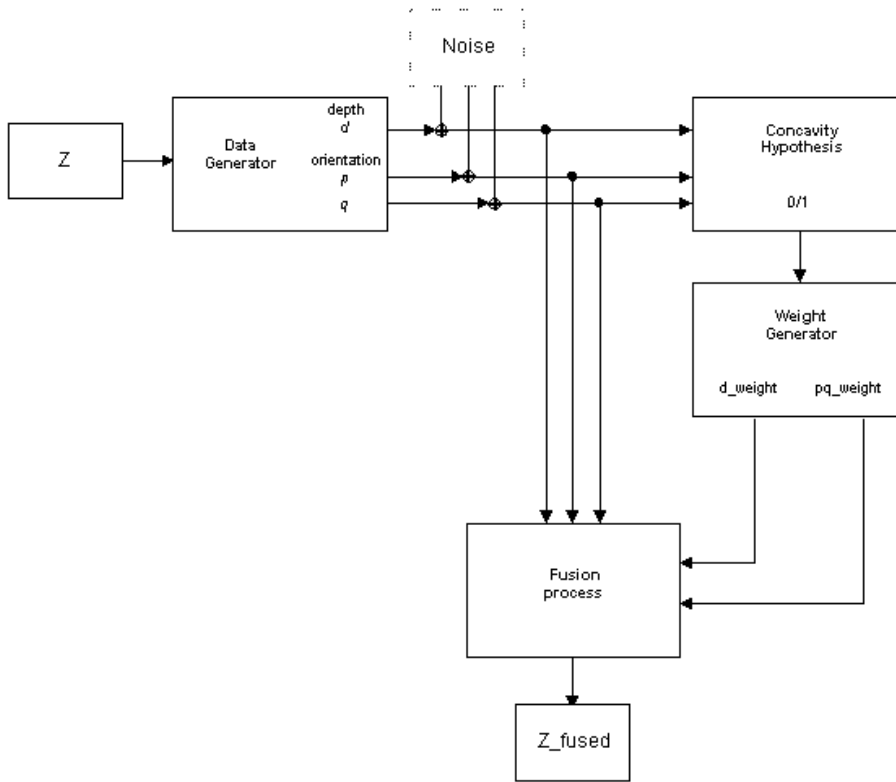 Noise
Z
Data
Generator
depth
d
orientation
p
q
Concavity
Hypothesis
0/1
Weight
Generator
d_weight pq_weight
Fusion
process
Z_fused